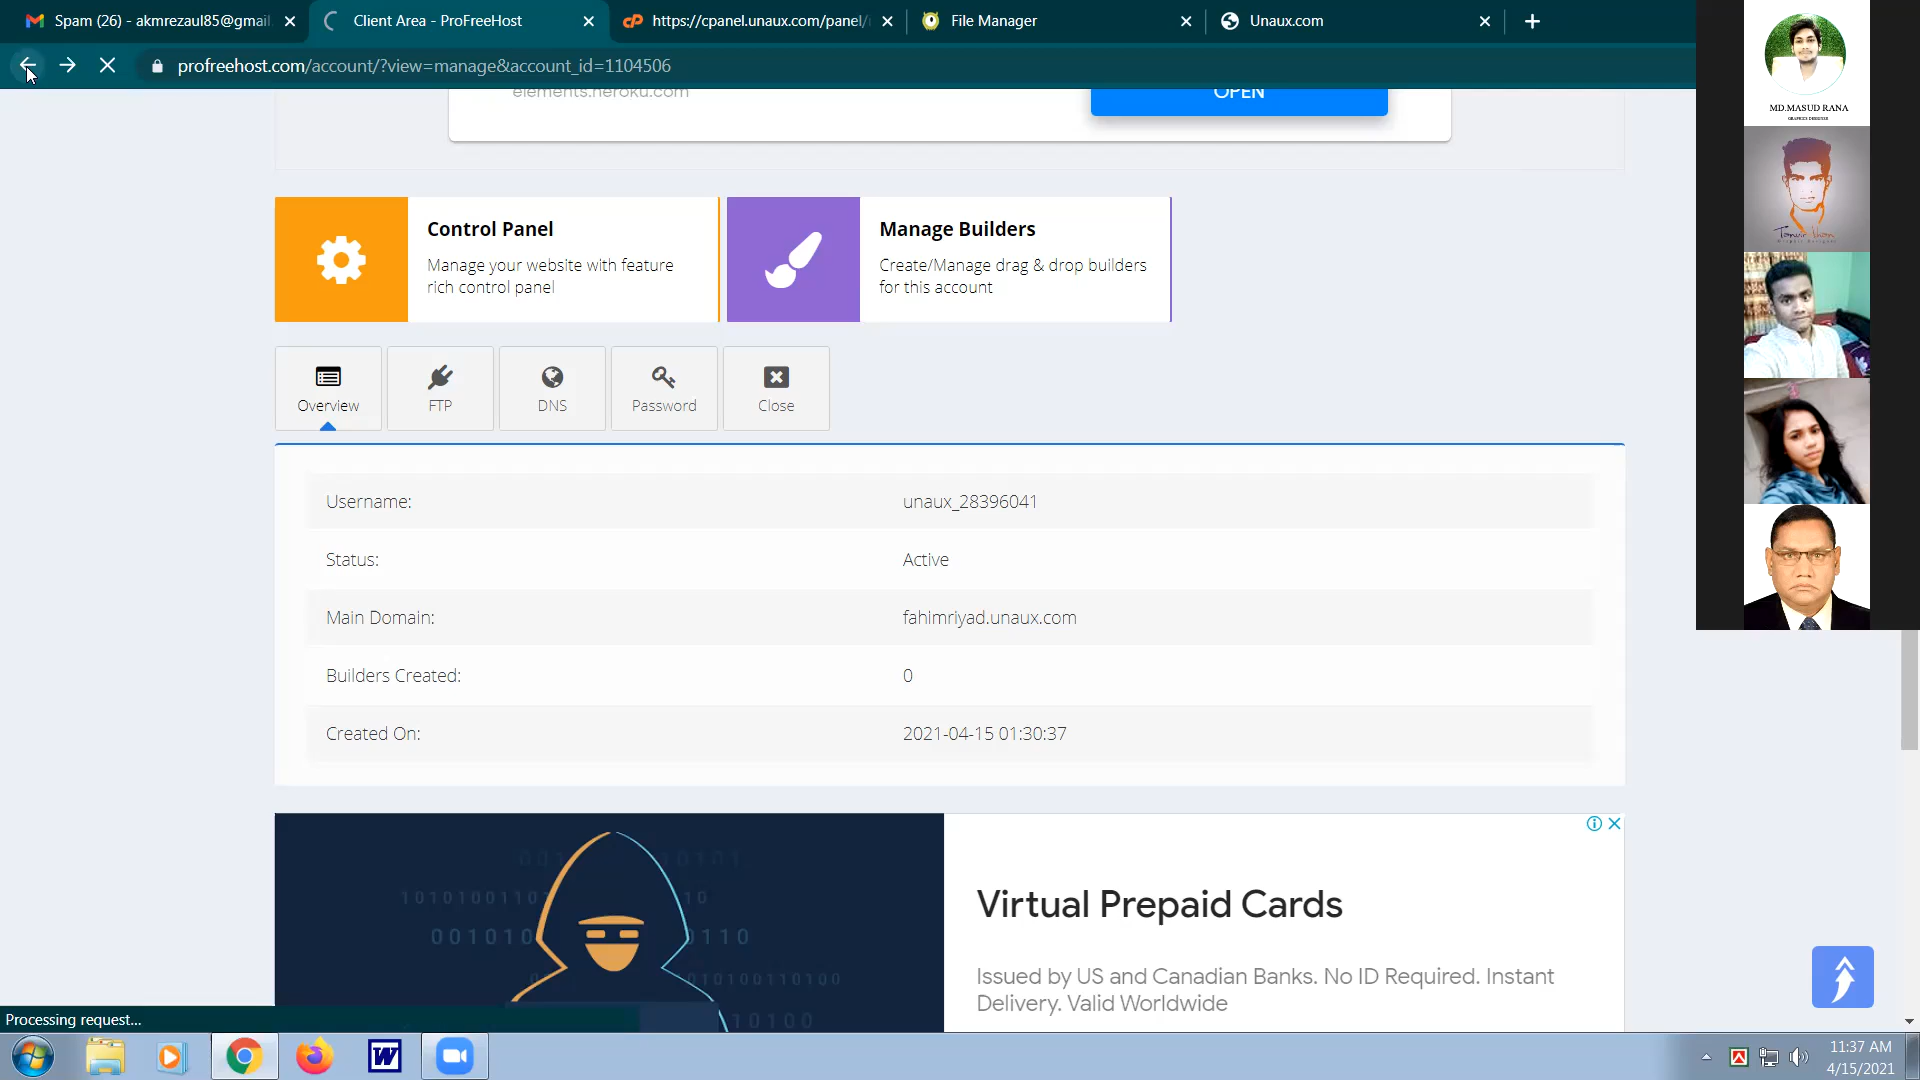 Spam (26) - akmrezaul85@gmail.
Client Area - ProFreeHost
https://cpanel.unaux.com/panel/
File Manager
Unaux.com
profreehost.com/account/?view=manage&account_id=1104506
elements.heroku.com
OPEN
Control Panel
Manage your website with feature
rich control panel
Manage Builders
Create/Manage drag & drop builders
for this account
Overview
FTP
DNS
Password
Close
Username:
unaux_28396041
Status:
Active
Main Domain:
fahimriyad.unaux.com
Builders Created:
0
Created On:
2021-04-15 01:30:37
Virtual Prepaid Cards
Issued by US and Canadian Banks. No ID Required. Instant
Delivery. Valid Worldwide
Processing request...
11:37 AM
4/15/2021
MD.MASUD RANA
GRAPHICS DESIGNER